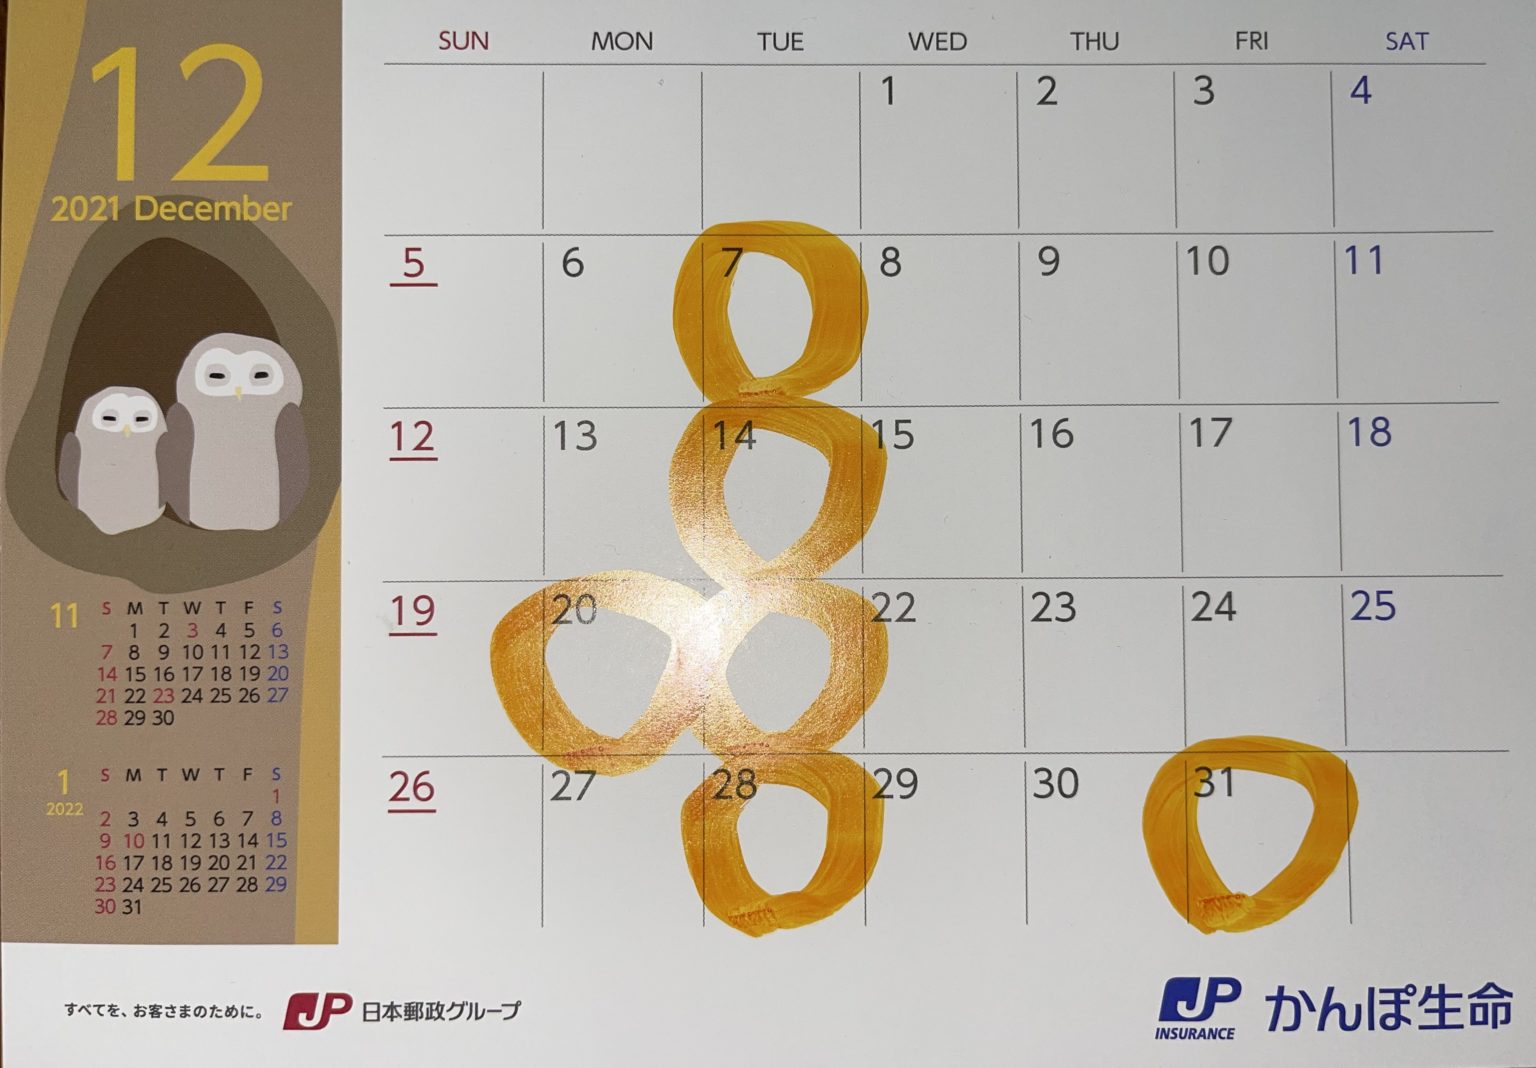 12
2021 December
SUN MON TUE WED THU FRI SAT
1 2 3 4
5 6 7 8 9 10 11
12 13 14 15 16 17 18
19 20 22 23 24 25
26 27 28 29 30 31
11
S M T W T F S
1 2 3 4 5 6
7 8 9 10 11 12 13
14 15 16 17 18 19 20
21 22 23 24 25 26 27
28 29 30
1
2022
S M T W T F S
1
2 3 4 5 6 7 8
9 10 11 12 13 14 15
16 17 18 19 20 21 22
23 24 25 26 27 28 29
30 31
すべてを、お客さまのために。 JP 日本郵政グループ
JP INSURANCE かんぽ生命